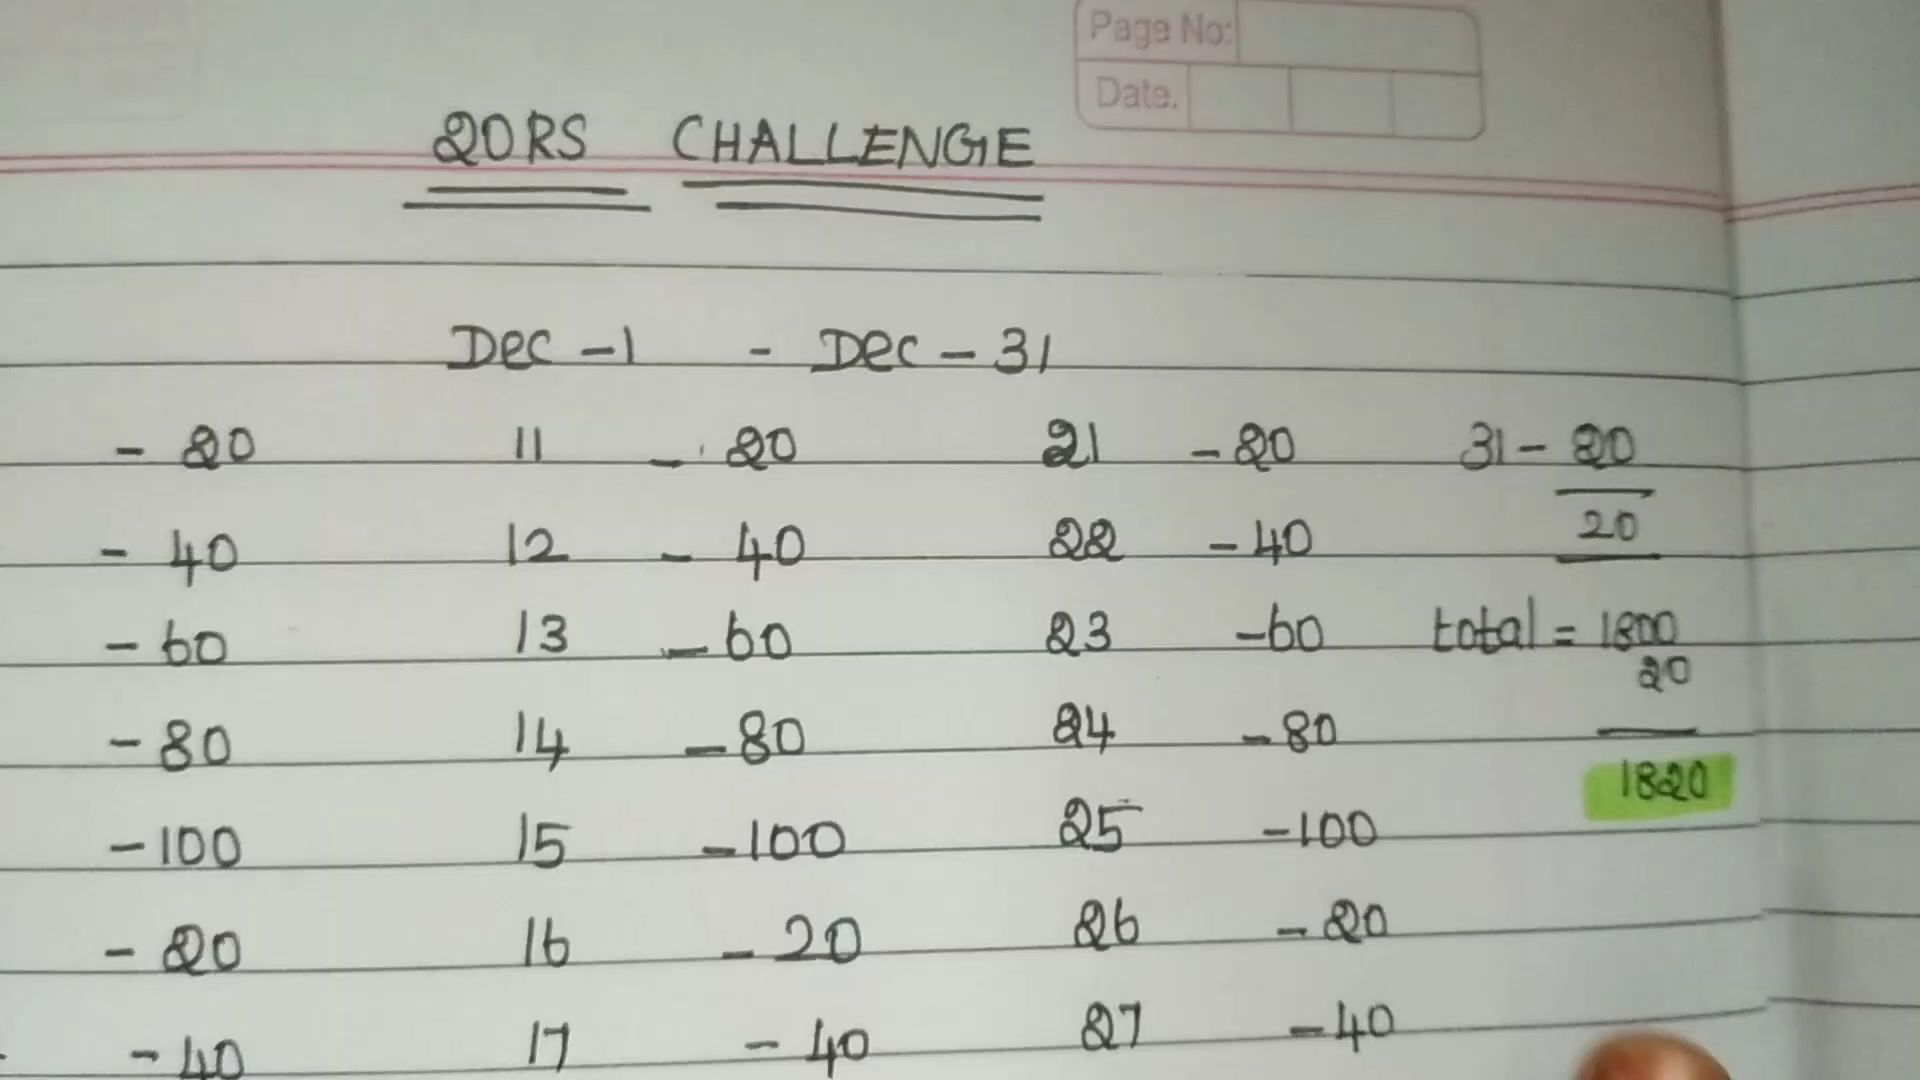 Page No:
Date.
20RS CHALLENGE
Dec - 1 - Dec - 31
- 20 11 - 20 21 - 20 31 - 20
20
- 40 12 - 40 22 - 40
- 60 13 - 60 23 - 60 total = 1800
20
- 80 14 - 80 24 - 80
1820
- 100 15 - 100 25 - 100
- 20 16 - 20 26 - 20
- 40 17 - 40 27 - 40